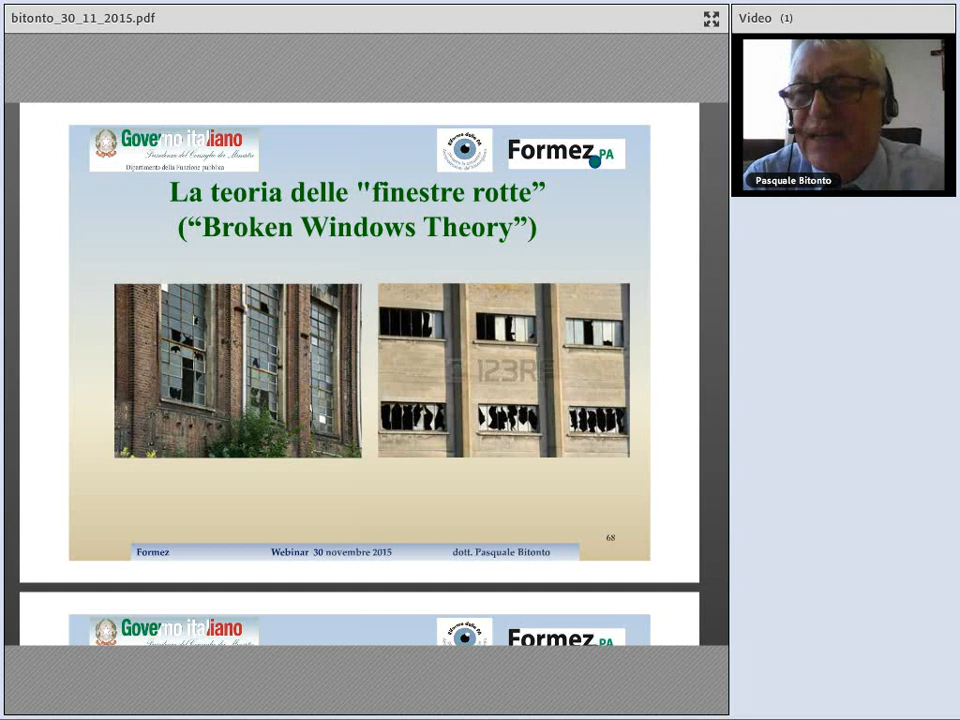 bitonto_30_11_2015.pdf
Video (1)
Pasquale Bitonto
Governo italiano
Presidenza del Consiglio dei Ministri
Dipartimento della Funzione pubblica
Formez PA
La teoria delle "finestre rotte”
(“Broken Windows Theory”)
123RF
68
Formez Webinar 30 novembre 2015 dott. Pasquale Bitonto
Governo italiano
Formez PA